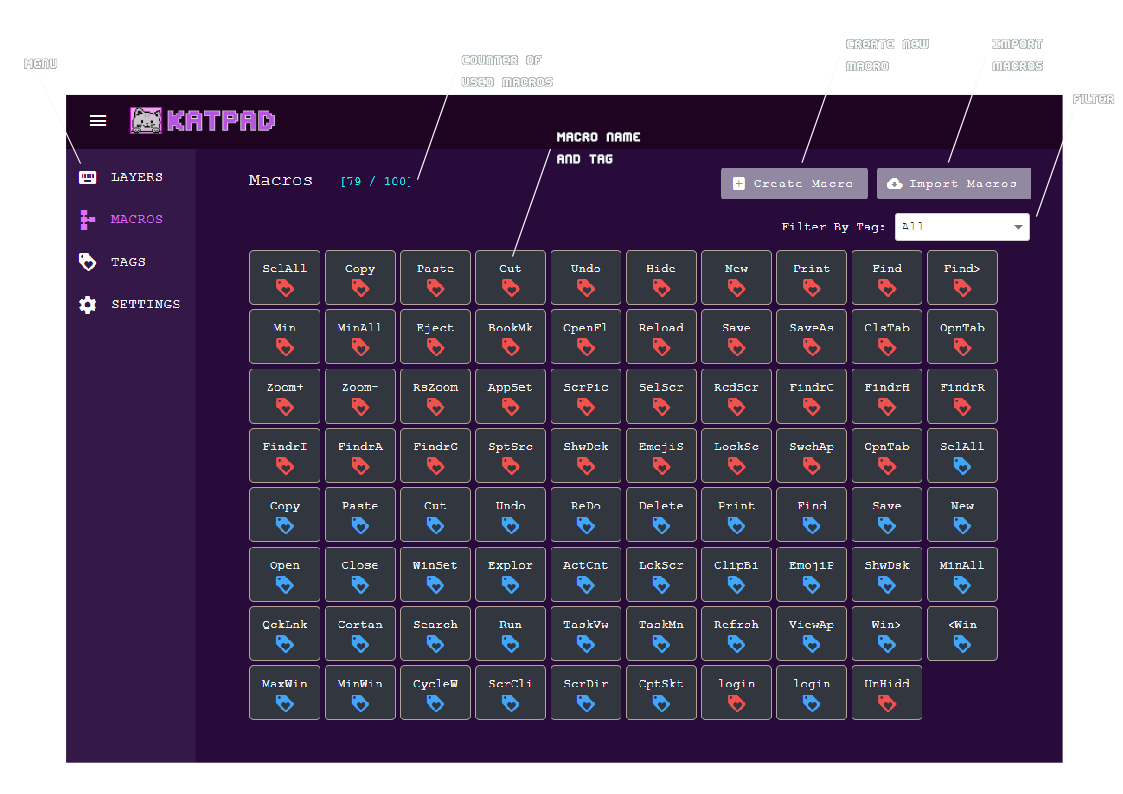 MENU
COUNTER OF
USED MACROS
CREATE NEW
MACRO
IMPORT
MACROS
FILTER
KATPAD
MACRO NAME
AND TAG
LAYERS
MACROS
TAGS
SETTINGS
Macros [79 / 100]
Create Macro
Import Macros
Filter By Tag: All
SelAll Copy Paste Cut Undo Hide New Print Find Find>
Min MinAll Eject BookMk OpenFl Reload Save SaveAs ClsTab OpnTab
Zoom+ Zoom- RsZoom AppSet ScrPic SelScr RcdScr FindrC FindrH FindrR
FindrI FindrA FindrG SptSrc ShwDck EmojiS LockSc SwchAp OpnTab SelAll
Copy Paste Cut Undo ReDo Delete Print Find Save New
Open Close WinSet Explor ActCnt LckScr ClipBi EmojiP ShwDsk MinAll
QckLnk Cortan Search Run TaskVw TaskMn Refrsh ViewAp Win> <Win
MaxWin MinWin CycleW ScrCli ScrDir CptSkt login login UnHidd